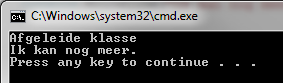 C:\Windows\system32\cmd.exe
Afgeleide klasse
Ik kan nog meer.
Press any key to continue . . .